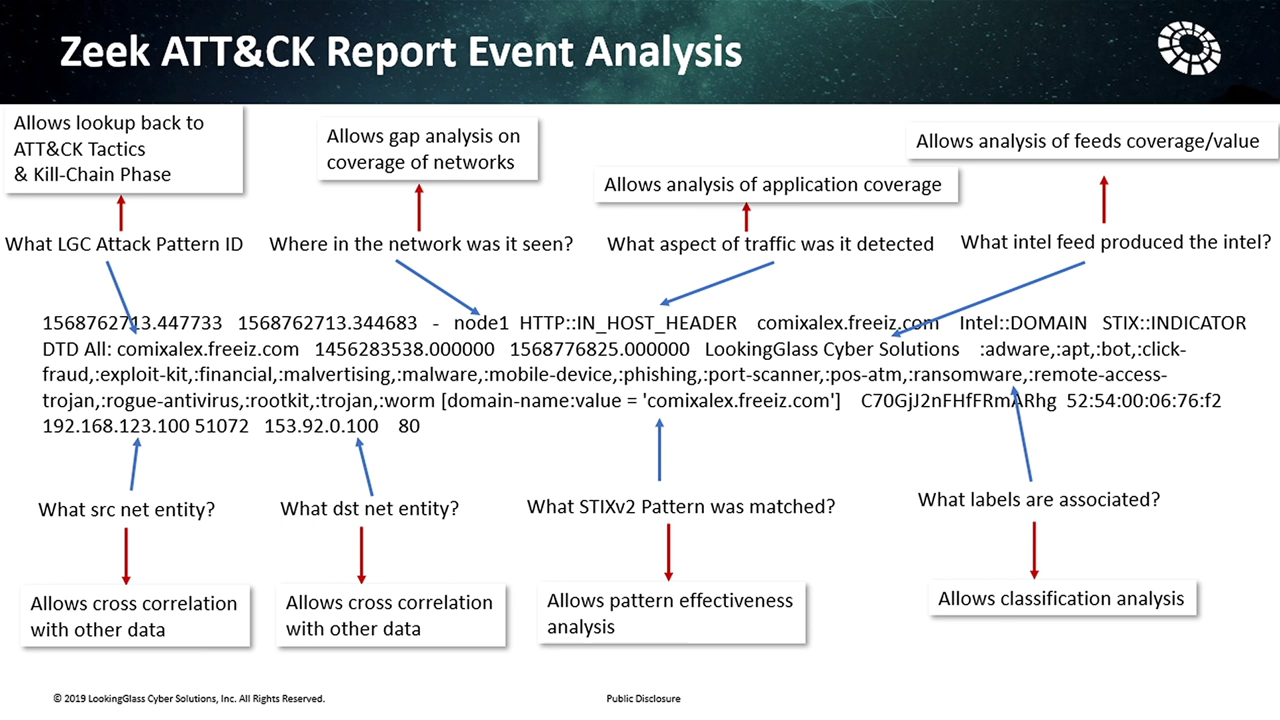 Zeek ATT&CK Report Event Analysis
Allows lookup back to
ATT&CK Tactics
& Kill-Chain Phase
Allows gap analysis on
coverage of networks
Allows analysis of application coverage
Allows analysis of feeds coverage/value
What LGC Attack Pattern ID
Where in the network was it seen?
What aspect of traffic was it detected
What intel feed produced the intel?
1568762713.447733 1568762713.344683 - node1 HTTP::IN_HOST_HEADER comixalex.freeiz.com Intel::DOMAIN STIX::INDICATOR
DTD All: comixalex.freeiz.com 1456283538.000000 1568776825.000000 LookingGlass Cyber Solutions :adware,:apt,:bot,:click-
fraud,:exploit-kit,:financial,:malvertising,:malware,:mobile-device,:phishing,:port-scanner,:pos-atm,:ransomware,:remote-access-
trojan,:rogue-antivirus,:rootkit,:trojan,:worm [domain-name:value = 'comixalex.freeiz.com'] C70GjJ2nFHfFRmARhg 52:54:00:06:76:f2
192.168.123.100 51072 153.92.0.100 80
What src net entity?
What dst net entity?
What STIXv2 Pattern was matched?
What labels are associated?
Allows cross correlation
with other data
Allows cross correlation
with other data
Allows pattern effectiveness
analysis
Allows classification analysis
© 2019 LookingGlass Cyber Solutions, Inc. All Rights Reserved.
Public Disclosure